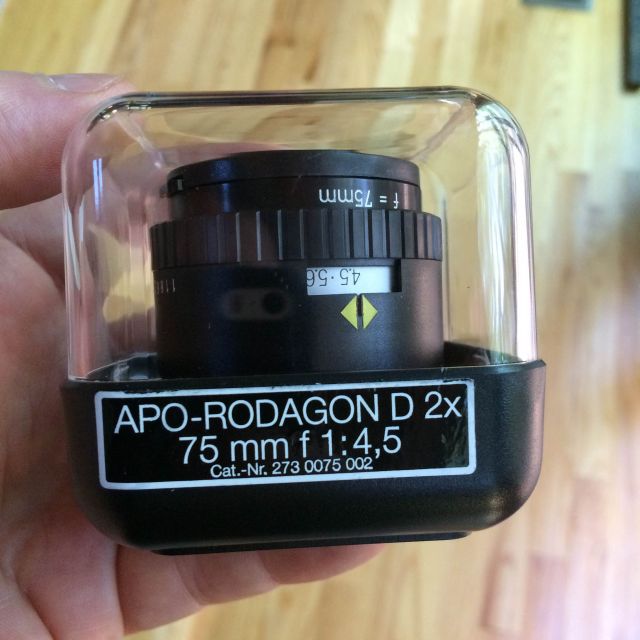 f = 75mm
4.5 · 5.6
APO-RODAGON D 2x
75 mm f 1:4,5
Cat.-Nr. 273 0075 002